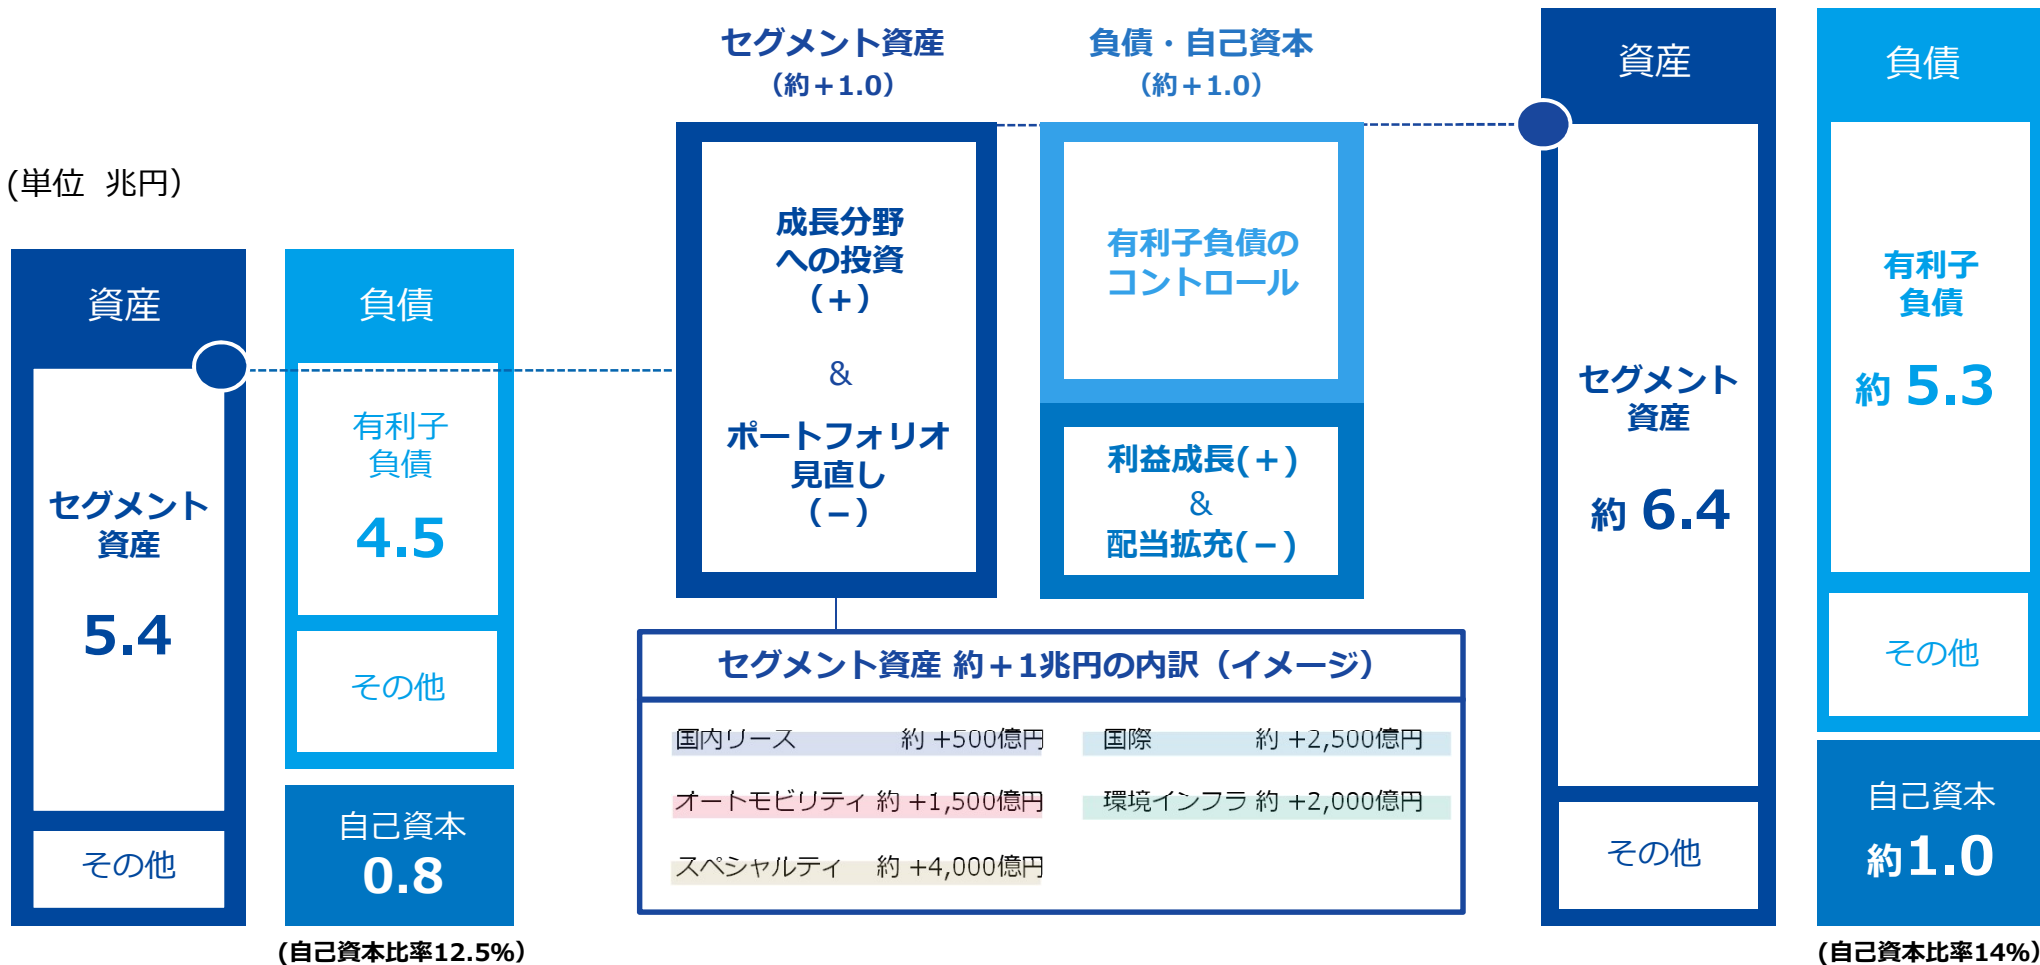 (単位 兆円)
資産
セグメント
資産
5.4
その他
負債
有利子
負債
4.5
その他
自己資本
0.8
(自己資本比率12.5%)
セグメント資産
(約+1.0)
成長分野
への投資
(+)
&
ポートフォリオ
見直し
(−)
負債・自己資本
(約+1.0)
有利子負債の
コントロール
利益成長(+)
&
配当拡充(−)
セグメント資産 約+1兆円の内訳(イメージ)
国内リース 約 +500億円 国際 約 +2,500億円
オートモビリティ 約 +1,500億円 環境インフラ 約 +2,000億円
スペシャルティ 約 +4,000億円
資産
セグメント
資産
約 6.4
その他
負債
有利子
負債
約 5.3
その他
自己資本
約1.0
(自己資本比率14%)